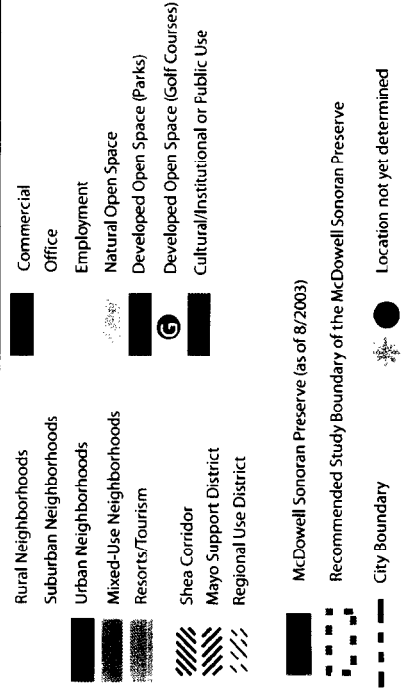 Rural Neighborhoods
Suburban Neighborhoods
Urban Neighborhoods
Mixed-Use Neighborhoods
Resorts/Tourism
Shea Corridor
Mayo Support District
Regional Use District
Commercial
Office
Employment
Natural Open Space
Developed Open Space (Parks)
G Developed Open Space (Golf Courses)
Cultural/Institutional or Public Use
McDowell Sonoran Preserve (as of 8/2003)
Recommended Study Boundary of the McDowell Sonoran Preserve
City Boundary
Location not yet determined